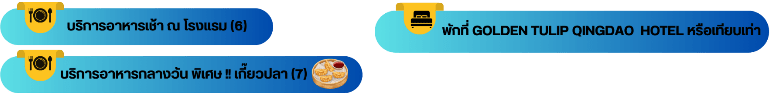 บริการอาหารเช้า ณ โรงแรม (6)
พักที่ GOLDEN TULIP QINGDAO HOTEL หรือเทียบเท่า
บริการอาหารกลางวัน พิเศษ !! เกี๊ยวปลา (7)